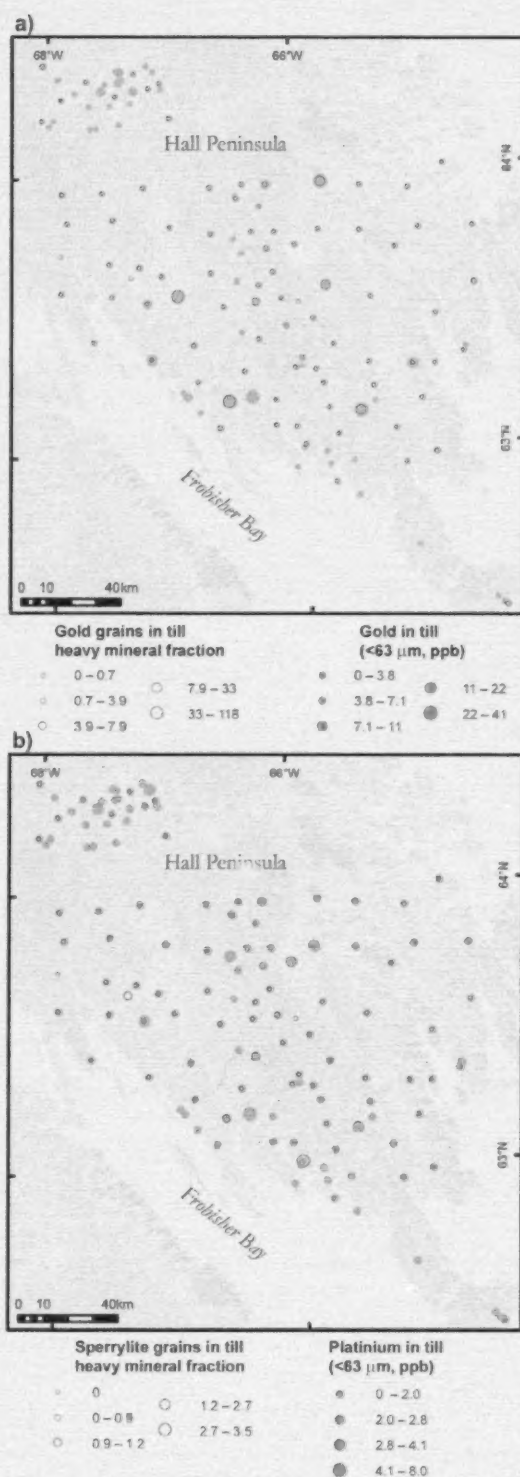 a)
68°W 66°W
Hall Peninsula
64°N
63°N
Frobisher Bay
0 10 40km
Gold grains in till
heavy mineral fraction
0–0.7
0.7–3.9
3.9–7.9
7.9–33
33–118
Gold in till
(<63 µm, ppb)
0–3.8
3.8–7.1
7.1–11
11–22
22–41
b)
68°W 66°W
Hall Peninsula
64°N
63°N
Frobisher Bay
0 10 40km
Sperrylite grains in till
heavy mineral fraction
0
0–0.9
0.9–1.2
1.2–2.7
2.7–3.5
Platinium in till
(<63 µm, ppb)
0–2.0
2.0–2.8
2.8–4.1
4.1–8.0